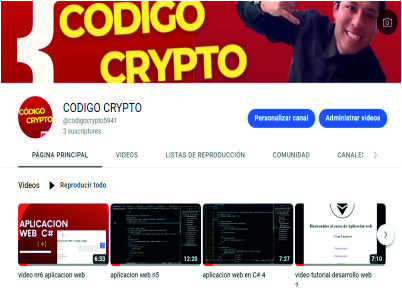 CODIGO
CRYPTO
CÓDIGO
CRYPTO
CODIGO CRYPTO
@codigocrypto5941
3 suscriptores
Personalizar canal
Administrar videos
PÁGINA PRINCIPAL
VIDEOS
LISTAS DE REPRODUCCIÓN
COMUNIDAD
CANALES
Videos
Reproducir todo
APLICACION
WEB C#
6:33
12:20
7:27
Bienvenidos al curso de Aplicacion web
7:10
video nr6 aplicacion web
aplicacion web n5
aplicacion web en C# 4
video tutorial desarrollo web
?